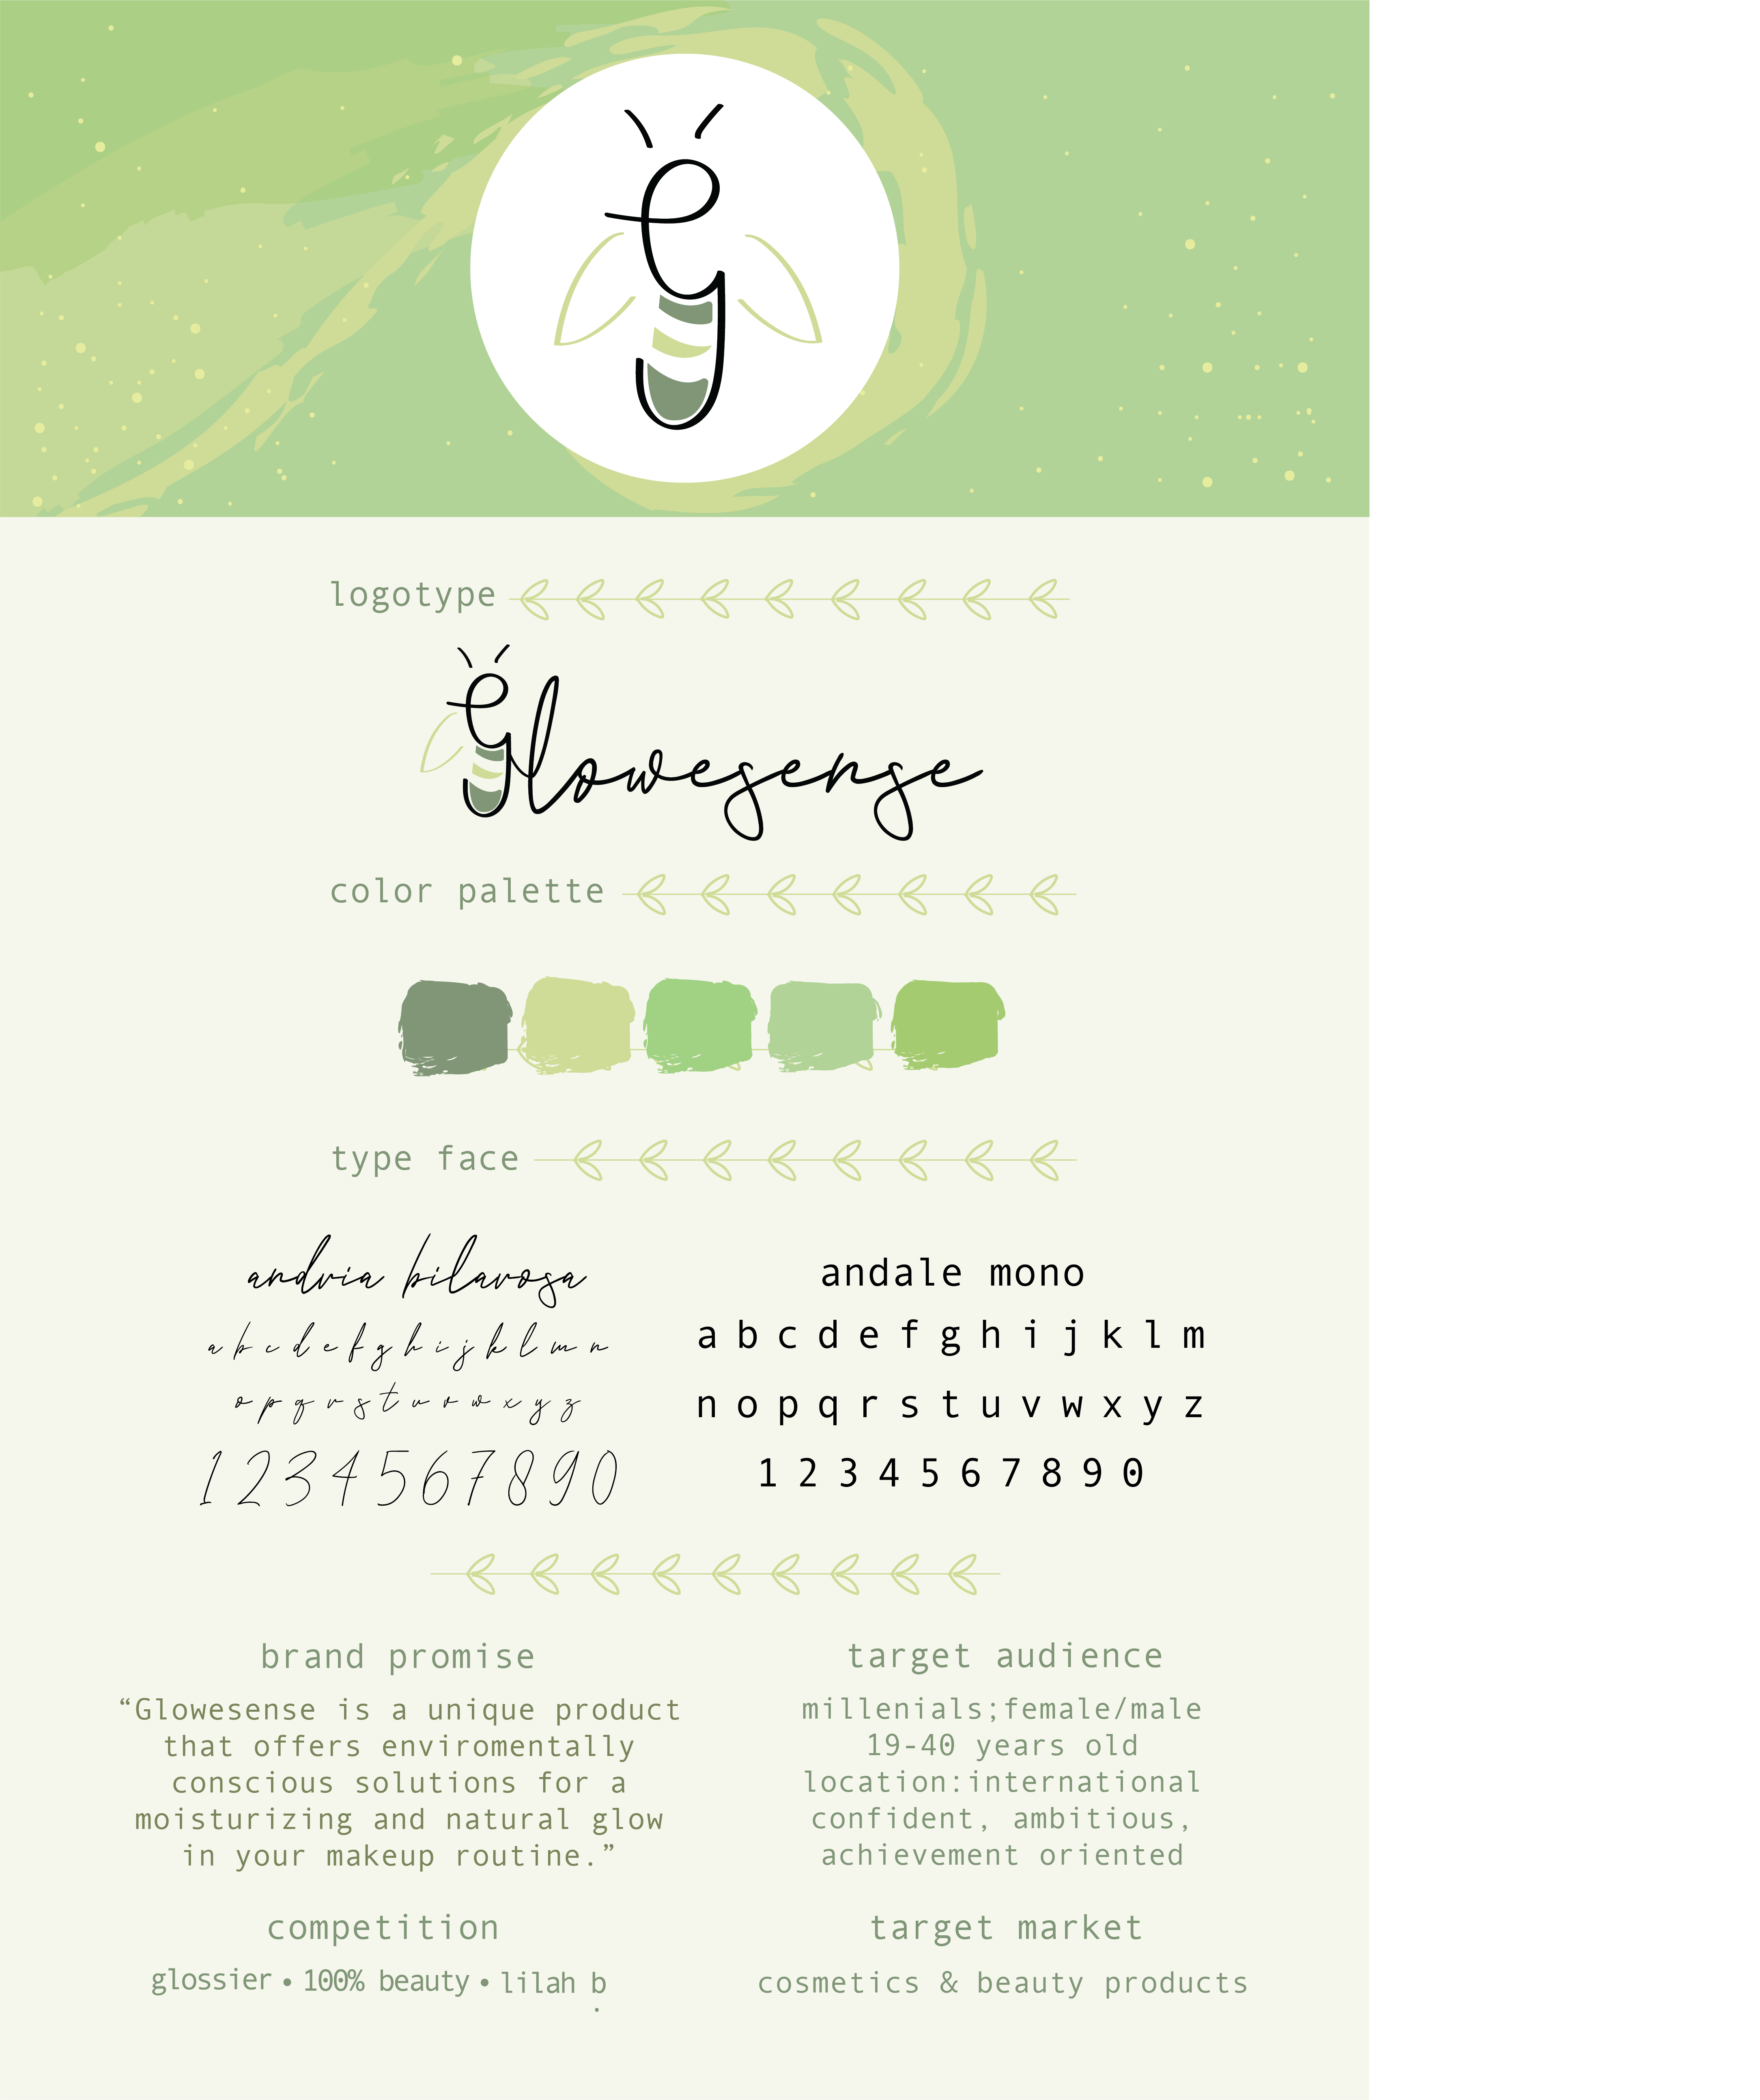 logotype
Glowesense
color palette
type face
andria bilarosa
a b c d e f g h i j k l m n
o p q r s t u v w x y z
1 2 3 4 5 6 7 8 9 0
andale mono
a b c d e f g h i j k l m
n o p q r s t u v w x y z
1 2 3 4 5 6 7 8 9 0
brand promise
“Glowesense is a unique product
that offers enviromentally
conscious solutions for a
moisturizing and natural glow
in your makeup routine.”
target audience
millenials;female/male
19-40 years old
location:international
confident, ambitious,
achievement oriented
competition
glossier • 100% beauty • lilah b
.
target market
cosmetics & beauty products